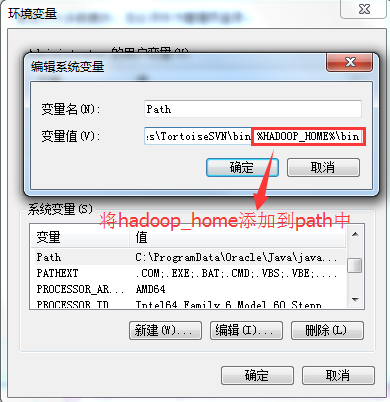 环境变量
编辑系统变量
变量名(N):
Path
变量值(V):
s\TortoiseSVN\bin;%HADOOP_HOME%\bin
确定
取消
将hadoop_home添加到path中
系统变量(S)
变量 值
Path C:\ProgramData\Oracle\Java\java...
PATHEXT .COM;.EXE;.BAT;.CMD;.VBS;.VBE;....
PROCESSOR_AR... AMD64
PROCESSOR_ID Intel64 Family 6 Model 60 Stepp
新建(W)... 编辑(I)... 删除(L)
确定 取消